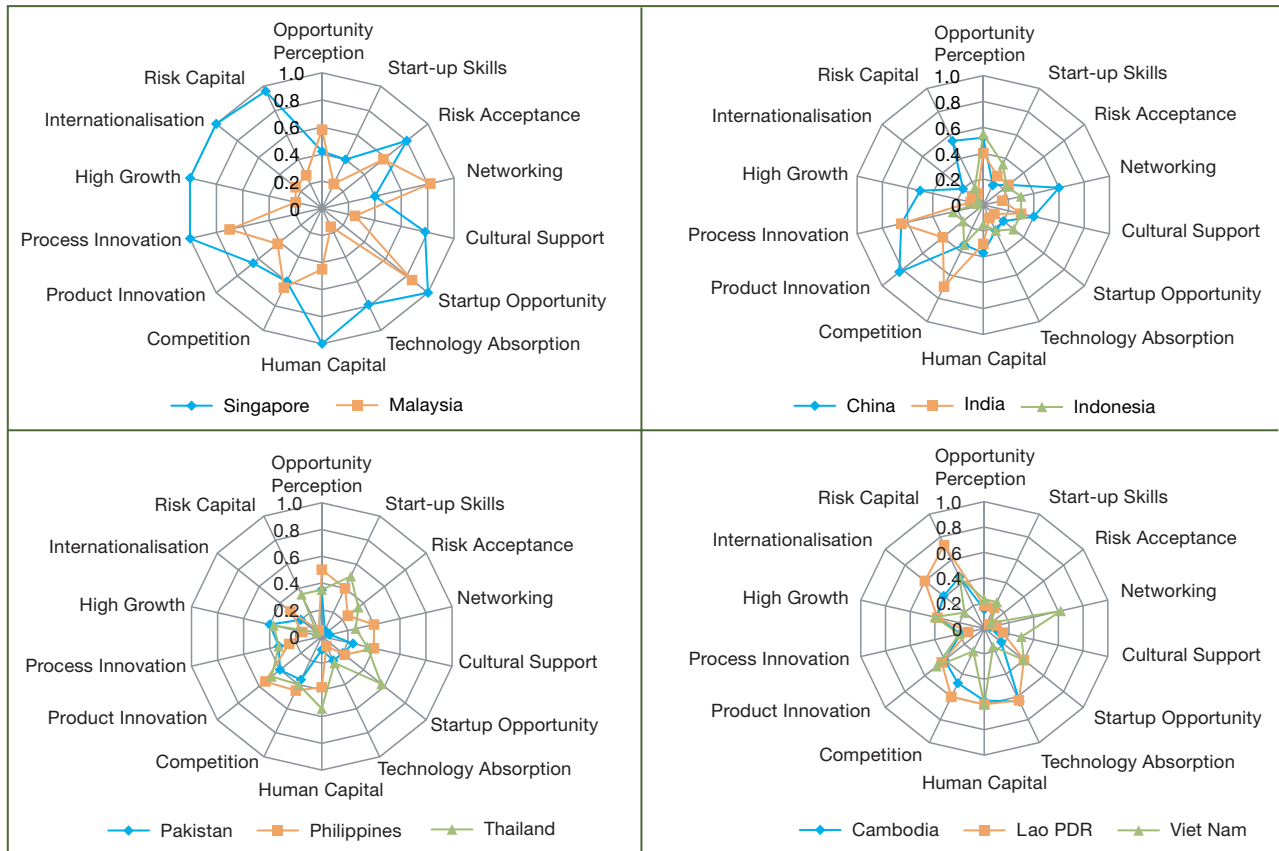 Opportunity
Perception
Start-up Skills
Risk Acceptance
Networking
Cultural Support
Startup Opportunity
Technology Absorption
Human Capital
Competition
Product Innovation
Process Innovation
High Growth
Internationalisation
Risk Capital
1.0
0.8
0.6
0.4
0.2
0
Singapore
Malaysia
Opportunity
Perception
Start-up Skills
Risk Acceptance
Networking
Cultural Support
Startup Opportunity
Technology Absorption
Human Capital
Competition
Product Innovation
Process Innovation
High Growth
Internationalisation
Risk Capital
1.0
0.8
0.6
0.4
0.2
0
China
India
Indonesia
Opportunity
Perception
Start-up Skills
Risk Acceptance
Networking
Cultural Support
Startup Opportunity
Technology Absorption
Human Capital
Competition
Product Innovation
Process Innovation
High Growth
Internationalisation
Risk Capital
1.0
0.8
0.6
0.4
0.2
0
Pakistan
Philippines
Thailand
Opportunity
Perception
Start-up Skills
Risk Acceptance
Networking
Cultural Support
Startup Opportunity
Technology Absorption
Human Capital
Competition
Product Innovation
Process Innovation
High Growth
Internationalisation
Risk Capital
1.0
0.8
0.6
0.4
0.2
0
Cambodia
Lao PDR
Viet Nam